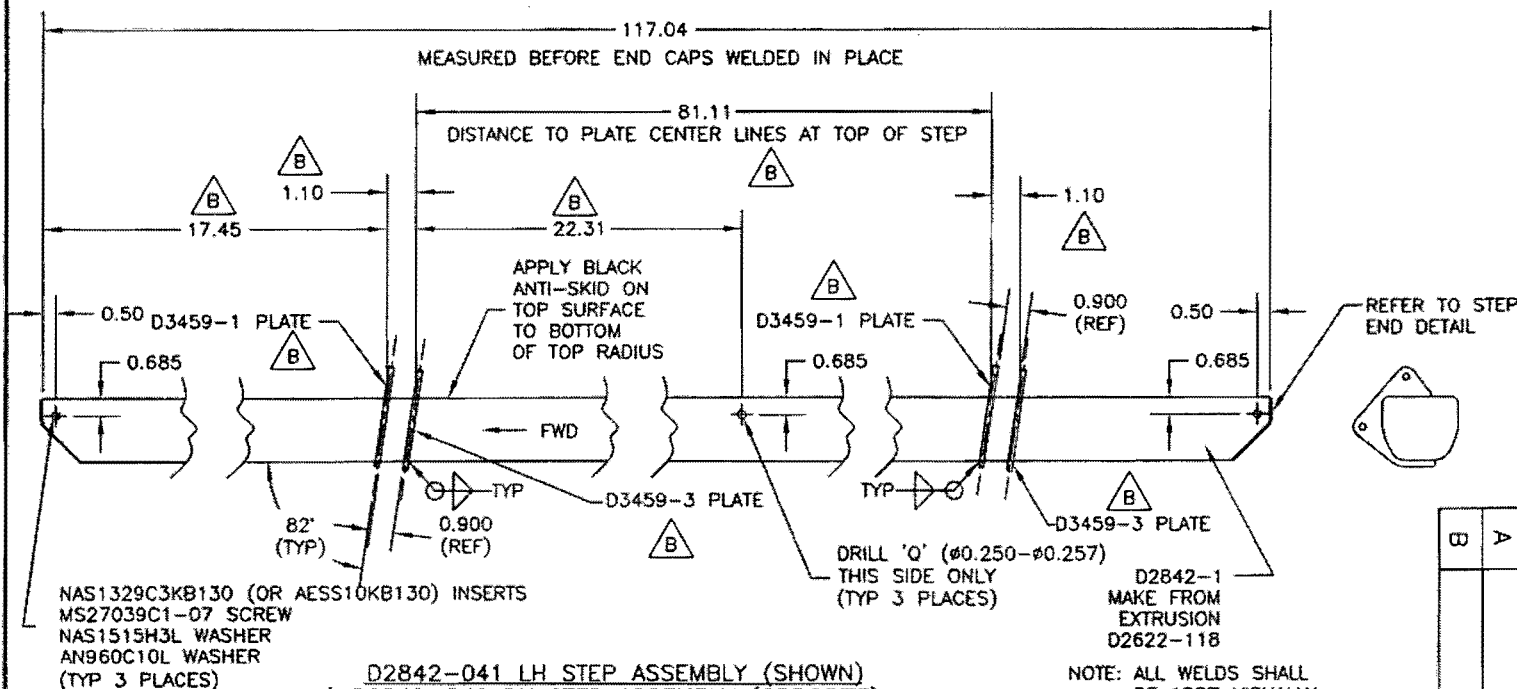 117.04
MEASURED BEFORE END CAPS WELDED IN PLACE
81.11
DISTANCE TO PLATE CENTER LINES AT TOP OF STEP
B
B
1.10
B
B
1.10
17.45
22.31
B
APPLY BLACK
ANTI-SKID ON
TOP SURFACE
TO BOTTOM
OF TOP RADIUS
B
0.900
(REF)
0.50
D3459-1 PLATE
B
D3459-1 PLATE
0.50
REFER TO STEP
END DETAIL
0.685
0.685
0.685
FWD
TYP
D3459-3 PLATE
B
TYP
B
D3459-3 PLATE
82°
(TYP)
0.900
(REF)
DRILL 'Q' (ø0.250-ø0.257)
THIS SIDE ONLY
(TYP 3 PLACES)
D2842-1
MAKE FROM
EXTRUSION
D2622-118
A
B
NAS1329C3KB130 (OR AESS10KB130) INSERTS
MS27039C1-07 SCREW
NAS1515H3L WASHER
AN960C10L WASHER
(TYP 3 PLACES)
D2842-041 LH STEP ASSEMBLY (SHOWN)
NOTE: ALL WELDS SHALL